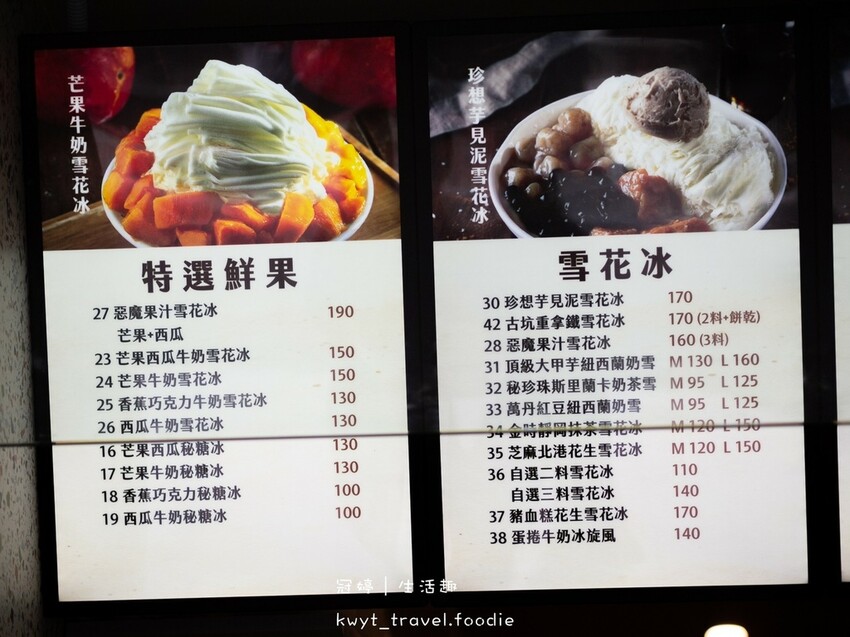 芒果牛奶雪花冰
特選鮮果
27 惡魔果汁雪花冰 190
芒果+西瓜
23 芒果西瓜牛奶雪花冰 150
24 芒果牛奶雪花冰 150
25 香蕉巧克力牛奶雪花冰 130
26 西瓜牛奶雪花冰 130
16 芒果西瓜秘糖冰 130
17 芒果牛奶秘糖冰 130
18 香蕉巧克力秘糖冰 100
19 西瓜牛奶秘糖冰 100
珍想芋見泥雪花冰
雪花冰
30 珍想芋見泥雪花冰 170
42 古坑重拿鐵雪花冰 170 (2料+餅乾)
28 惡魔果汁雪花冰 160 (3料)
31 頂級大甲芋紐西蘭奶雪 M 130 L 160
32 秘珍珠斯里蘭卡奶茶雪 M 95 L 125
33 萬丹紅豆紐西蘭奶雪 M 95 L 125
34 金時靜岡抹茶雪花冰 M 120 L 150
35 芝麻北港花生雪花冰 M 120 L 150
36 自選二料雪花冰 110
自選三料雪花冰 140
37 豬血糕花生雪花冰 170
38 蛋捲牛奶冰旋風 140
冠婷｜生活趣
kwyt_travel.foodie